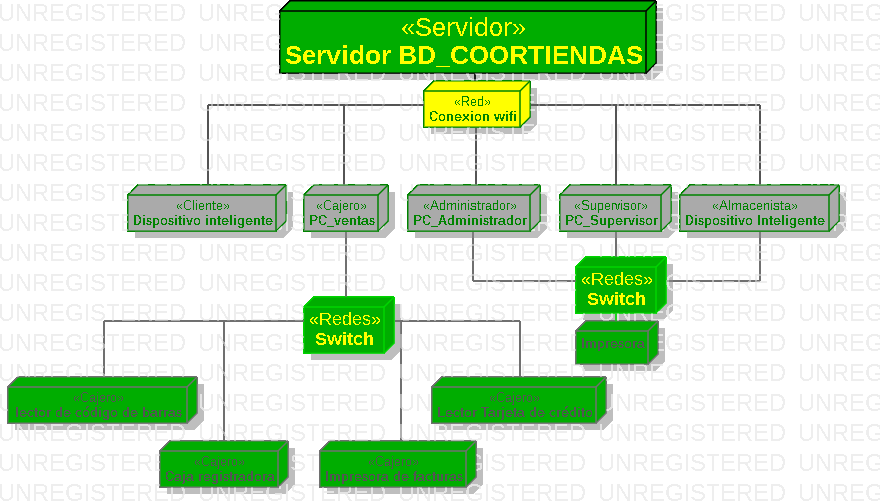 «Servidor»
Servidor BD_COORTIENDAS
«Red»
Conexion wifi
«Cliente»
Dispositivo inteligente
«Cajero»
PC_ventas
«Administrador»
PC_Administrador
«Supervisor»
PC_Supervisor
«Almacenista»
Dispositivo Inteligente
«Redes»
Switch
Impresora
«Redes»
Switch
«Cajero»
lector de código de barras
«Cajero»
Lector Tarjeta de crédito
«Cajero»
Caja registradora
«Cajero»
Impresora de facturas
UNREGISTERED